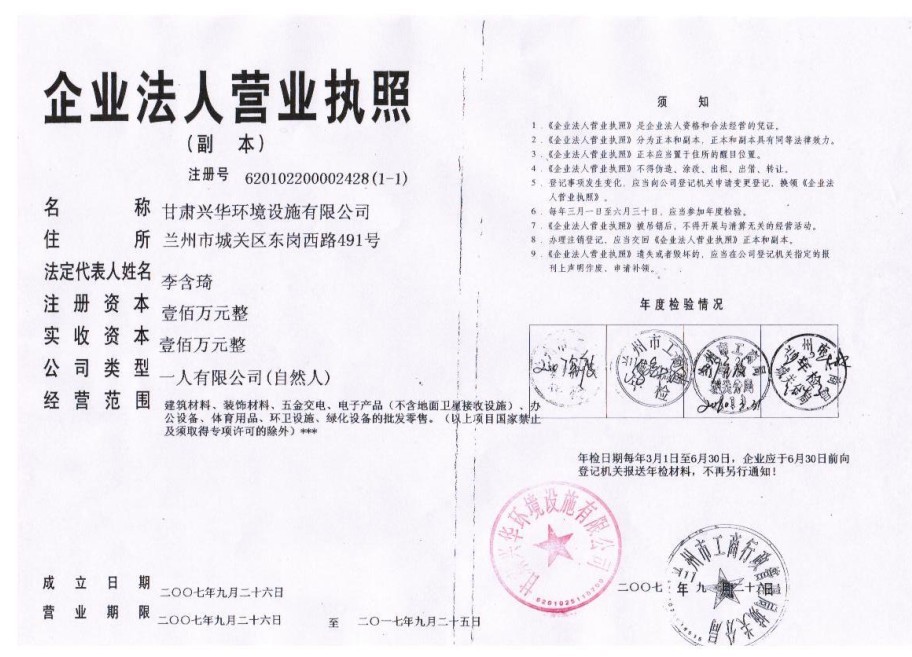 企业法人营业执照
(副 本)
注册号 620102200002428(1-1)
名 称 甘肃兴华环境设施有限公司
住 所 兰州市城关区东岗西路491号
法定代表人姓名 李含琦
注册资本 壹佰万元整
实收资本 壹佰万元整
公司类型 一人有限公司(自然人)
经营范围 建筑材料、装饰材料、五金交电、电子产品(不含地面卫星接收设施)、办
公设备、体育用品、环卫设施、绿化设备的批发零售。(以上项目国家禁止
及须取得专项许可的除外)***
成立日期 二〇〇七年九月二十六日
营业期限 二〇〇七年九月二十六日 至 二〇一七年九月二十五日
须 知
1.《企业法人营业执照》是企业法人资格和合法经营的凭证。
2.《企业法人营业执照》分为正本和副本,正本和副本具有同等法律效力。
3.《企业法人营业执照》正本应当置于住所的醒目位置。
4.《企业法人营业执照》不得伪造、涂改、出租、出借、转让。
5.登记事项发生变化,应当向公司登记机关申请变更登记,换领《企业法
人营业执照》。
6.每年三月一日至六月三十日,应当参加年度检验。
7.《企业法人营业执照》被吊销后,不得开展与清算无关的经营活动。
8.办理注销登记,应当交回《企业法人营业执照》正本和副本。
9.《企业法人营业执照》遗失或者毁坏的,应当在公司登记机关指定的报
刊上声明作废,申请补领。
年度检验情况
年检日期每年3月1日至6月30日,企业应于6月30日前向
登记机关报送年检材料,不再另行通知!
甘肃兴华环境设施有限公司
二〇〇七 年 九 月 二十六 日